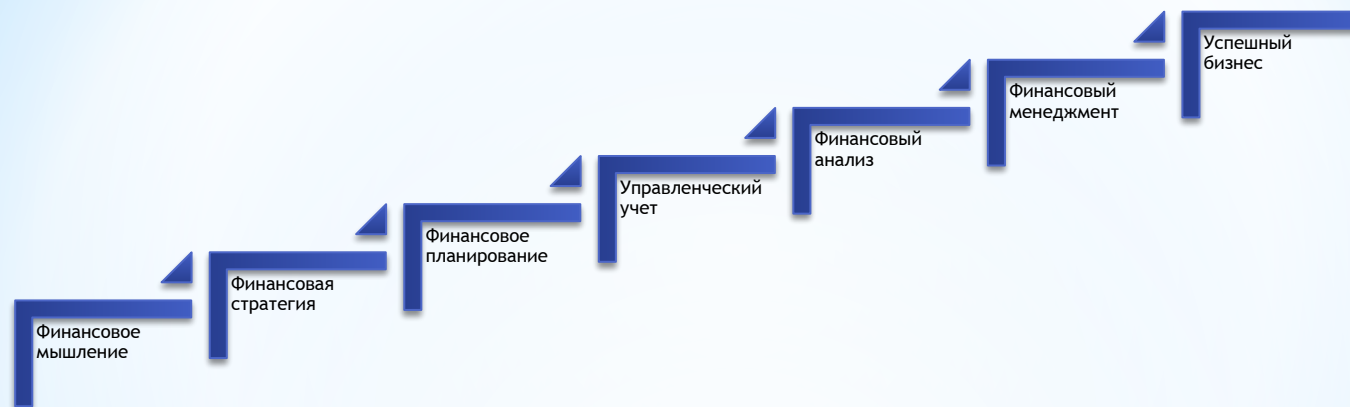 Финансовое
мышление
Финансовая
стратегия
Финансовое
планирование
Управленческий
учет
Финансовый
анализ
Финансовый
менеджмент
Успешный
бизнес